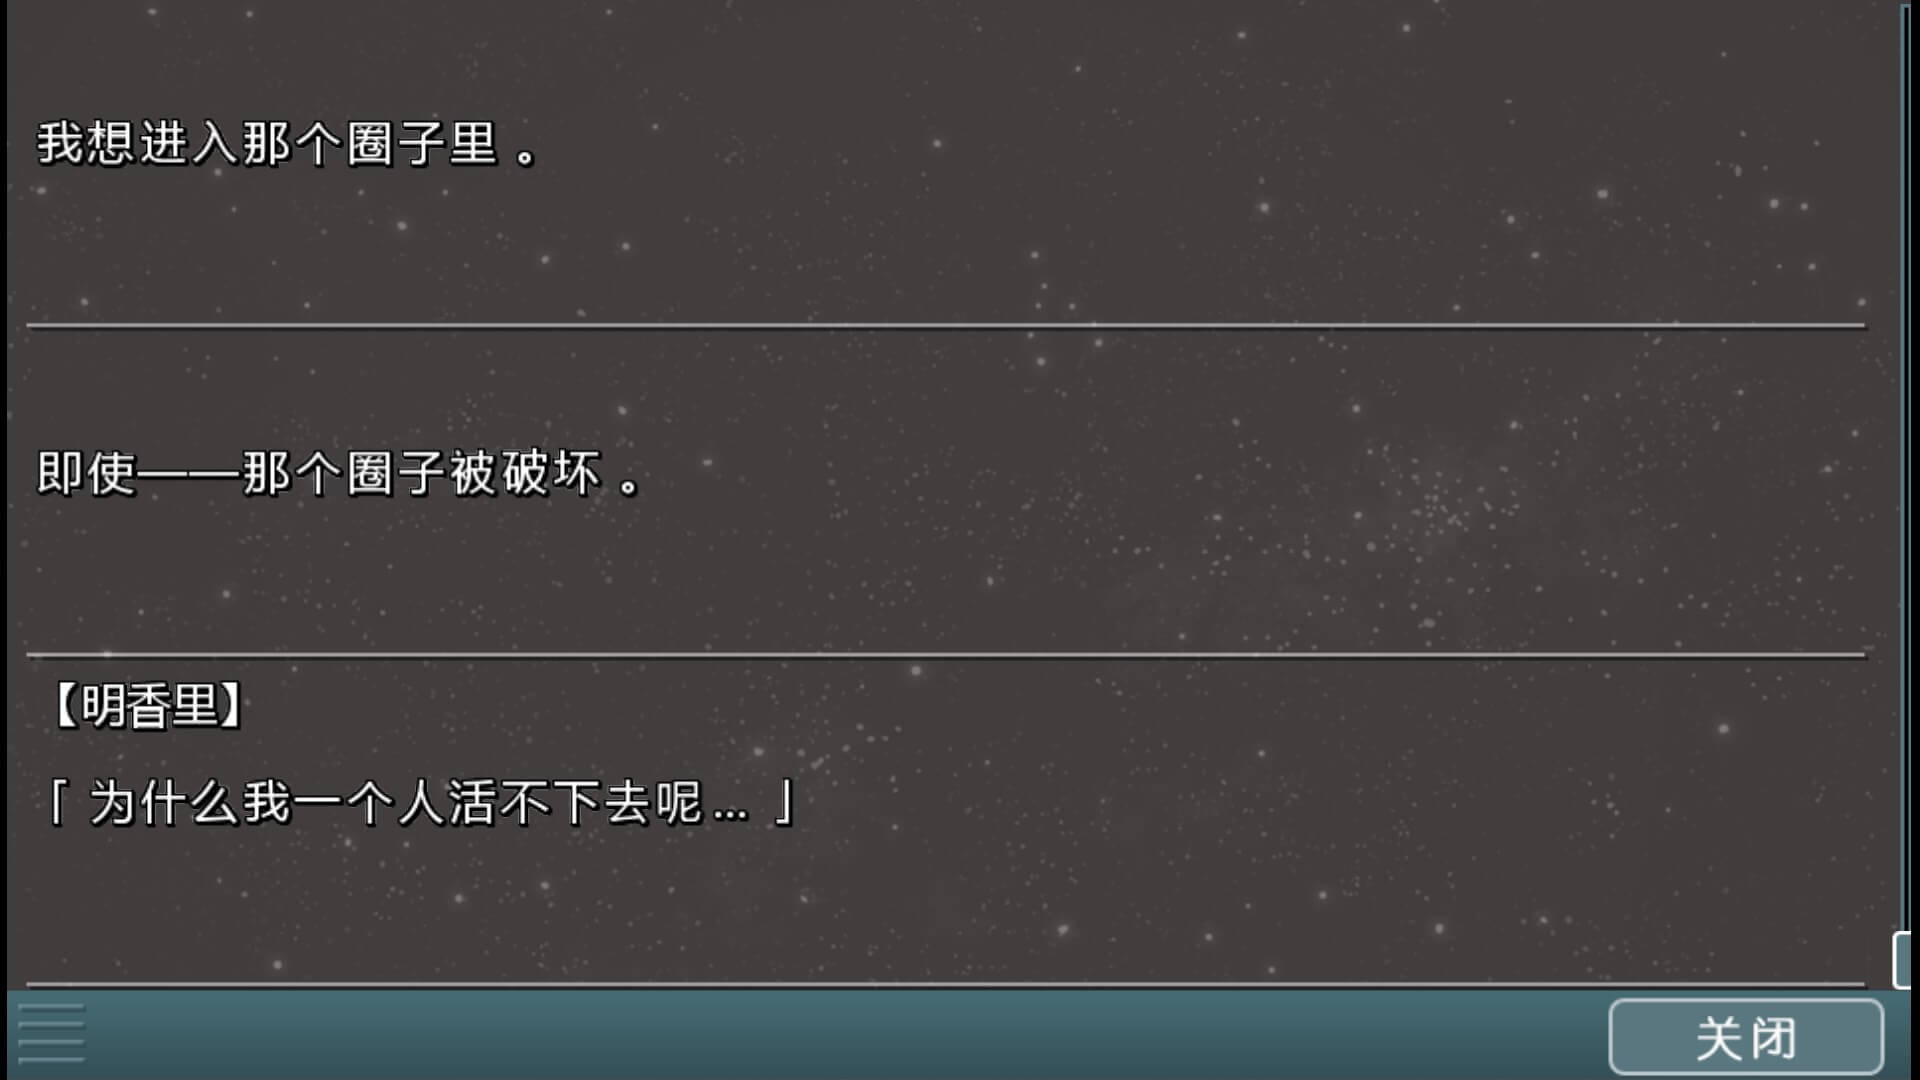 我想进入那个圈子里。
即使——那个圈子被破坏。
【明香里】
「为什么我一个人活不下去呢...」
关闭